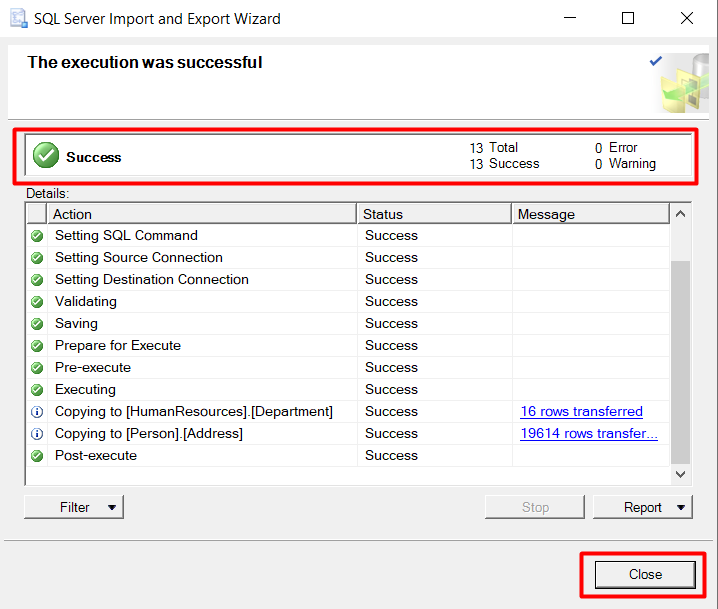 SQL Server Import and Export Wizard
The execution was successful
Success
13 Total 0 Error
13 Success 0 Warning
Details:
Action Status Message
Setting SQL Command Success
Setting Source Connection Success
Setting Destination Connection Success
Validating Success
Saving Success
Prepare for Execute Success
Pre-execute Success
Executing Success
Copying to [HumanResources].[Department] Success 16 rows transferred
Copying to [Person].[Address] Success 19614 rows transfer...
Post-execute Success
Filter Stop Report
Close